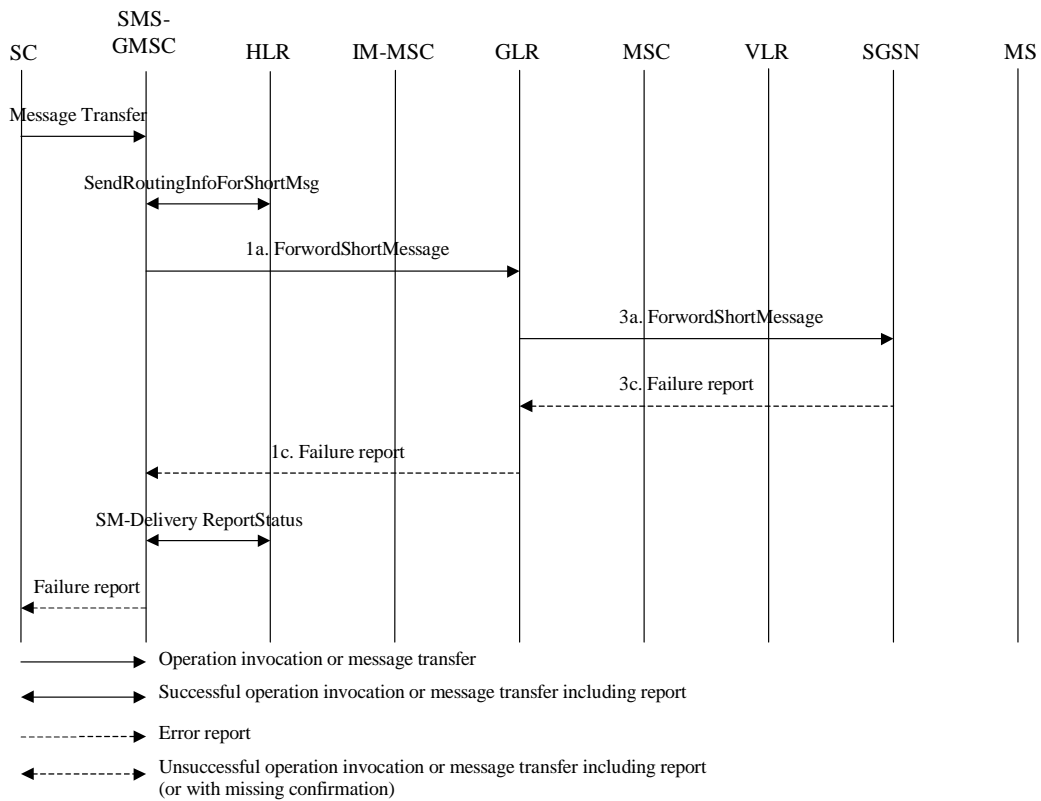 SMS-
GMSC
SC HLR IM-MSC GLR MSC VLR SGSN MS
Message Transfer
SendRoutingInfoForShortMsg
1a. ForwordShortMessage
3a. ForwordShortMessage
3c. Failure report
1c. Failure report
SM-Delivery ReportStatus
Failure report
Operation invocation or message transfer
Successful operation invocation or message transfer including report
Error report
Unsuccessful operation invocation or message transfer including report
(or with missing confirmation)